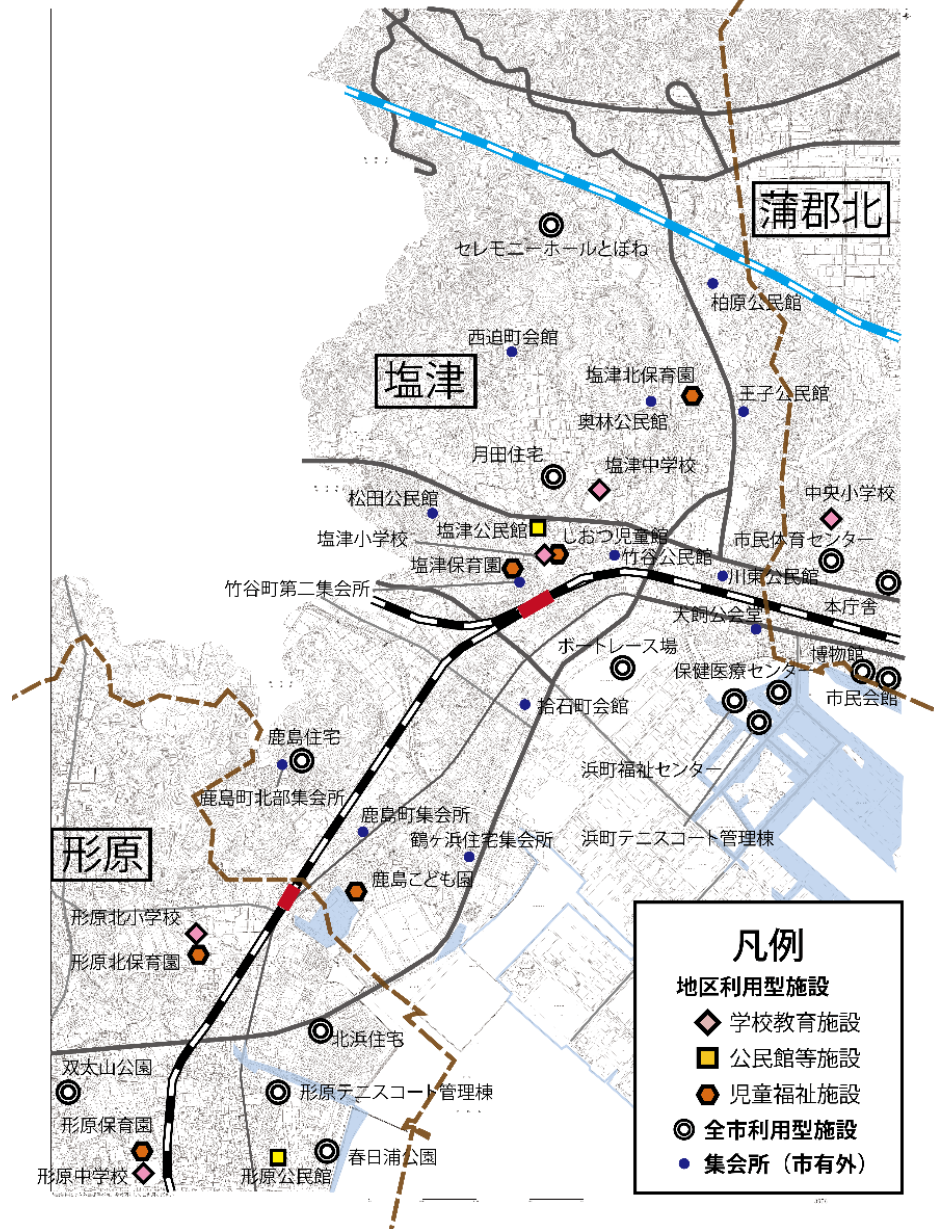 蒲郡北
セレモニーホールとぼね
柏原公民館
西迫町会館
塩津
塩津北保育園
王子公民館
奥林公民館
月田住宅
塩津中学校
松田公民館
中央小学校
塩津公民館
しおつ児童館
塩津小学校
市民体育センター
竹谷公民館
塩津保育園
川東公民館
竹谷町第二集会所
本庁舎
犬飼公会堂
ボートレース場
博物館
保健医療センター
市民会館
拾石町会館
鹿島住宅
浜町福祉センター
鹿島町北部集会所
鹿島町集会所
鶴ヶ浜住宅集会所
浜町テニスコート管理棟
形原
鹿島こども園
形原北小学校
形原北保育園
北浜住宅
双太山公園
形原テニスコート管理棟
形原保育園
春日浦公園
形原中学校
形原公民館
凡例
地区利用型施設
学校教育施設
公民館等施設
児童福祉施設
全市利用型施設
集会所（市有外）